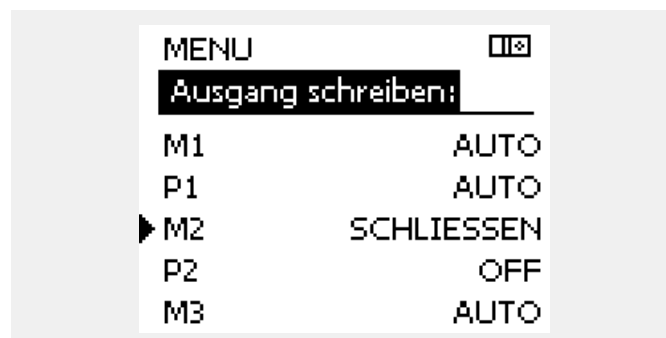 MENU
Ausgang schreiben:
M1 AUTO
P1 AUTO
M2 SCHLIESSEN
P2 OFF
M3 AUTO